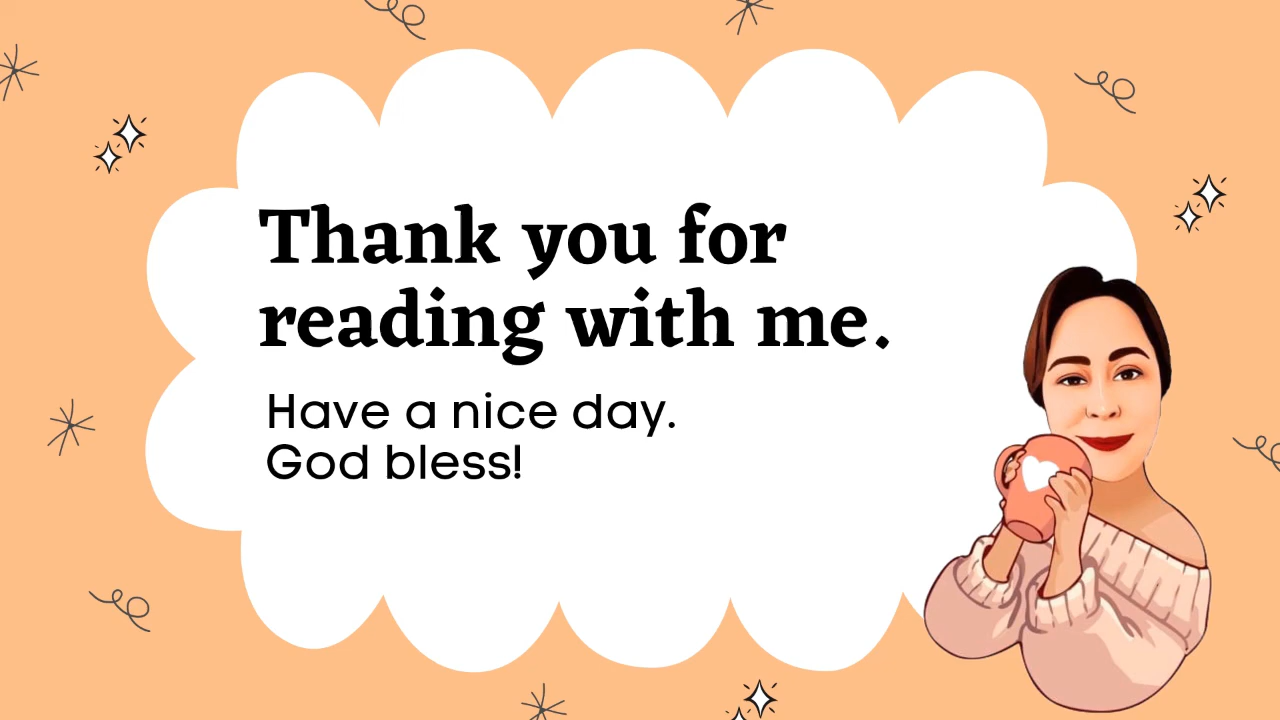 Thank you for
reading with me.
Have a nice day.
God bless!